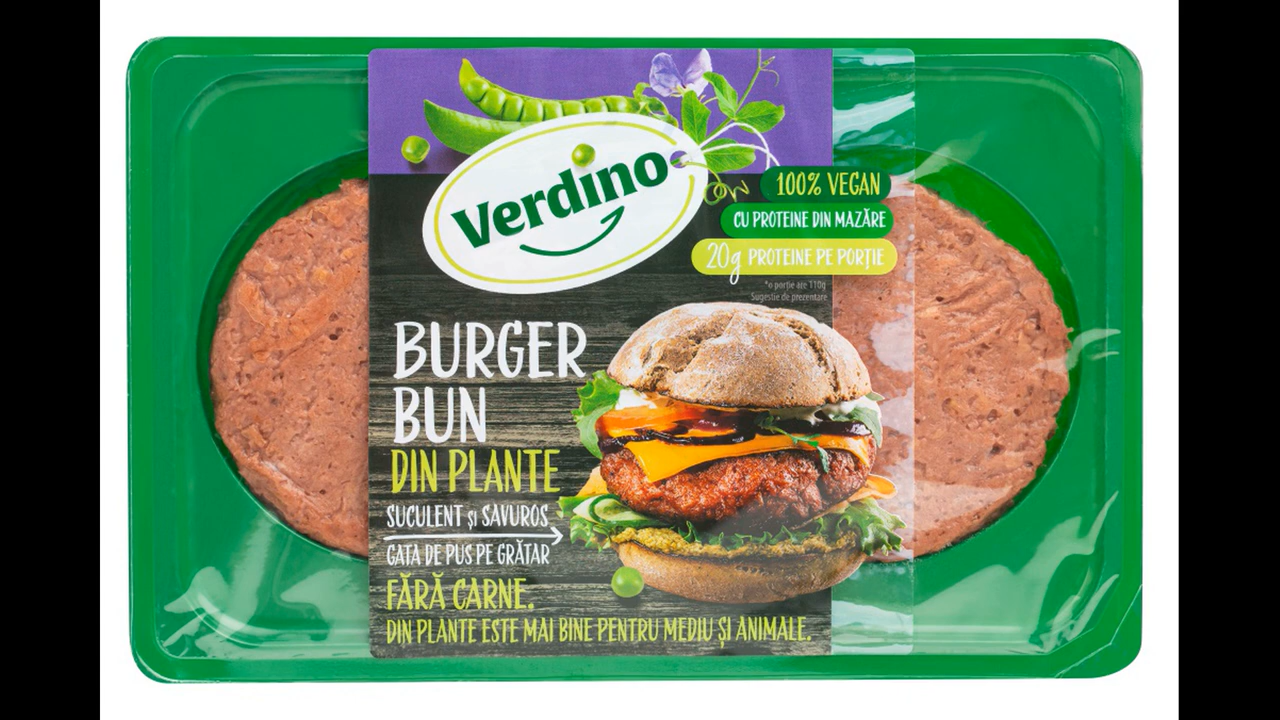 Verdino
100% VEGAN
CU PROTEINE DIN MAZĂRE
20g PROTEINE PE PORȚIE
*o porție are 110g
Sugestie de prezentare
BURGER
BUN
DIN PLANTE
SUCULENT și SAVUROS
GATA DE PUS PE GRĂTAR
FĂRĂ CARNE.
DIN PLANTE ESTE MAI BINE PENTRU MEDIU ȘI ANIMALE.